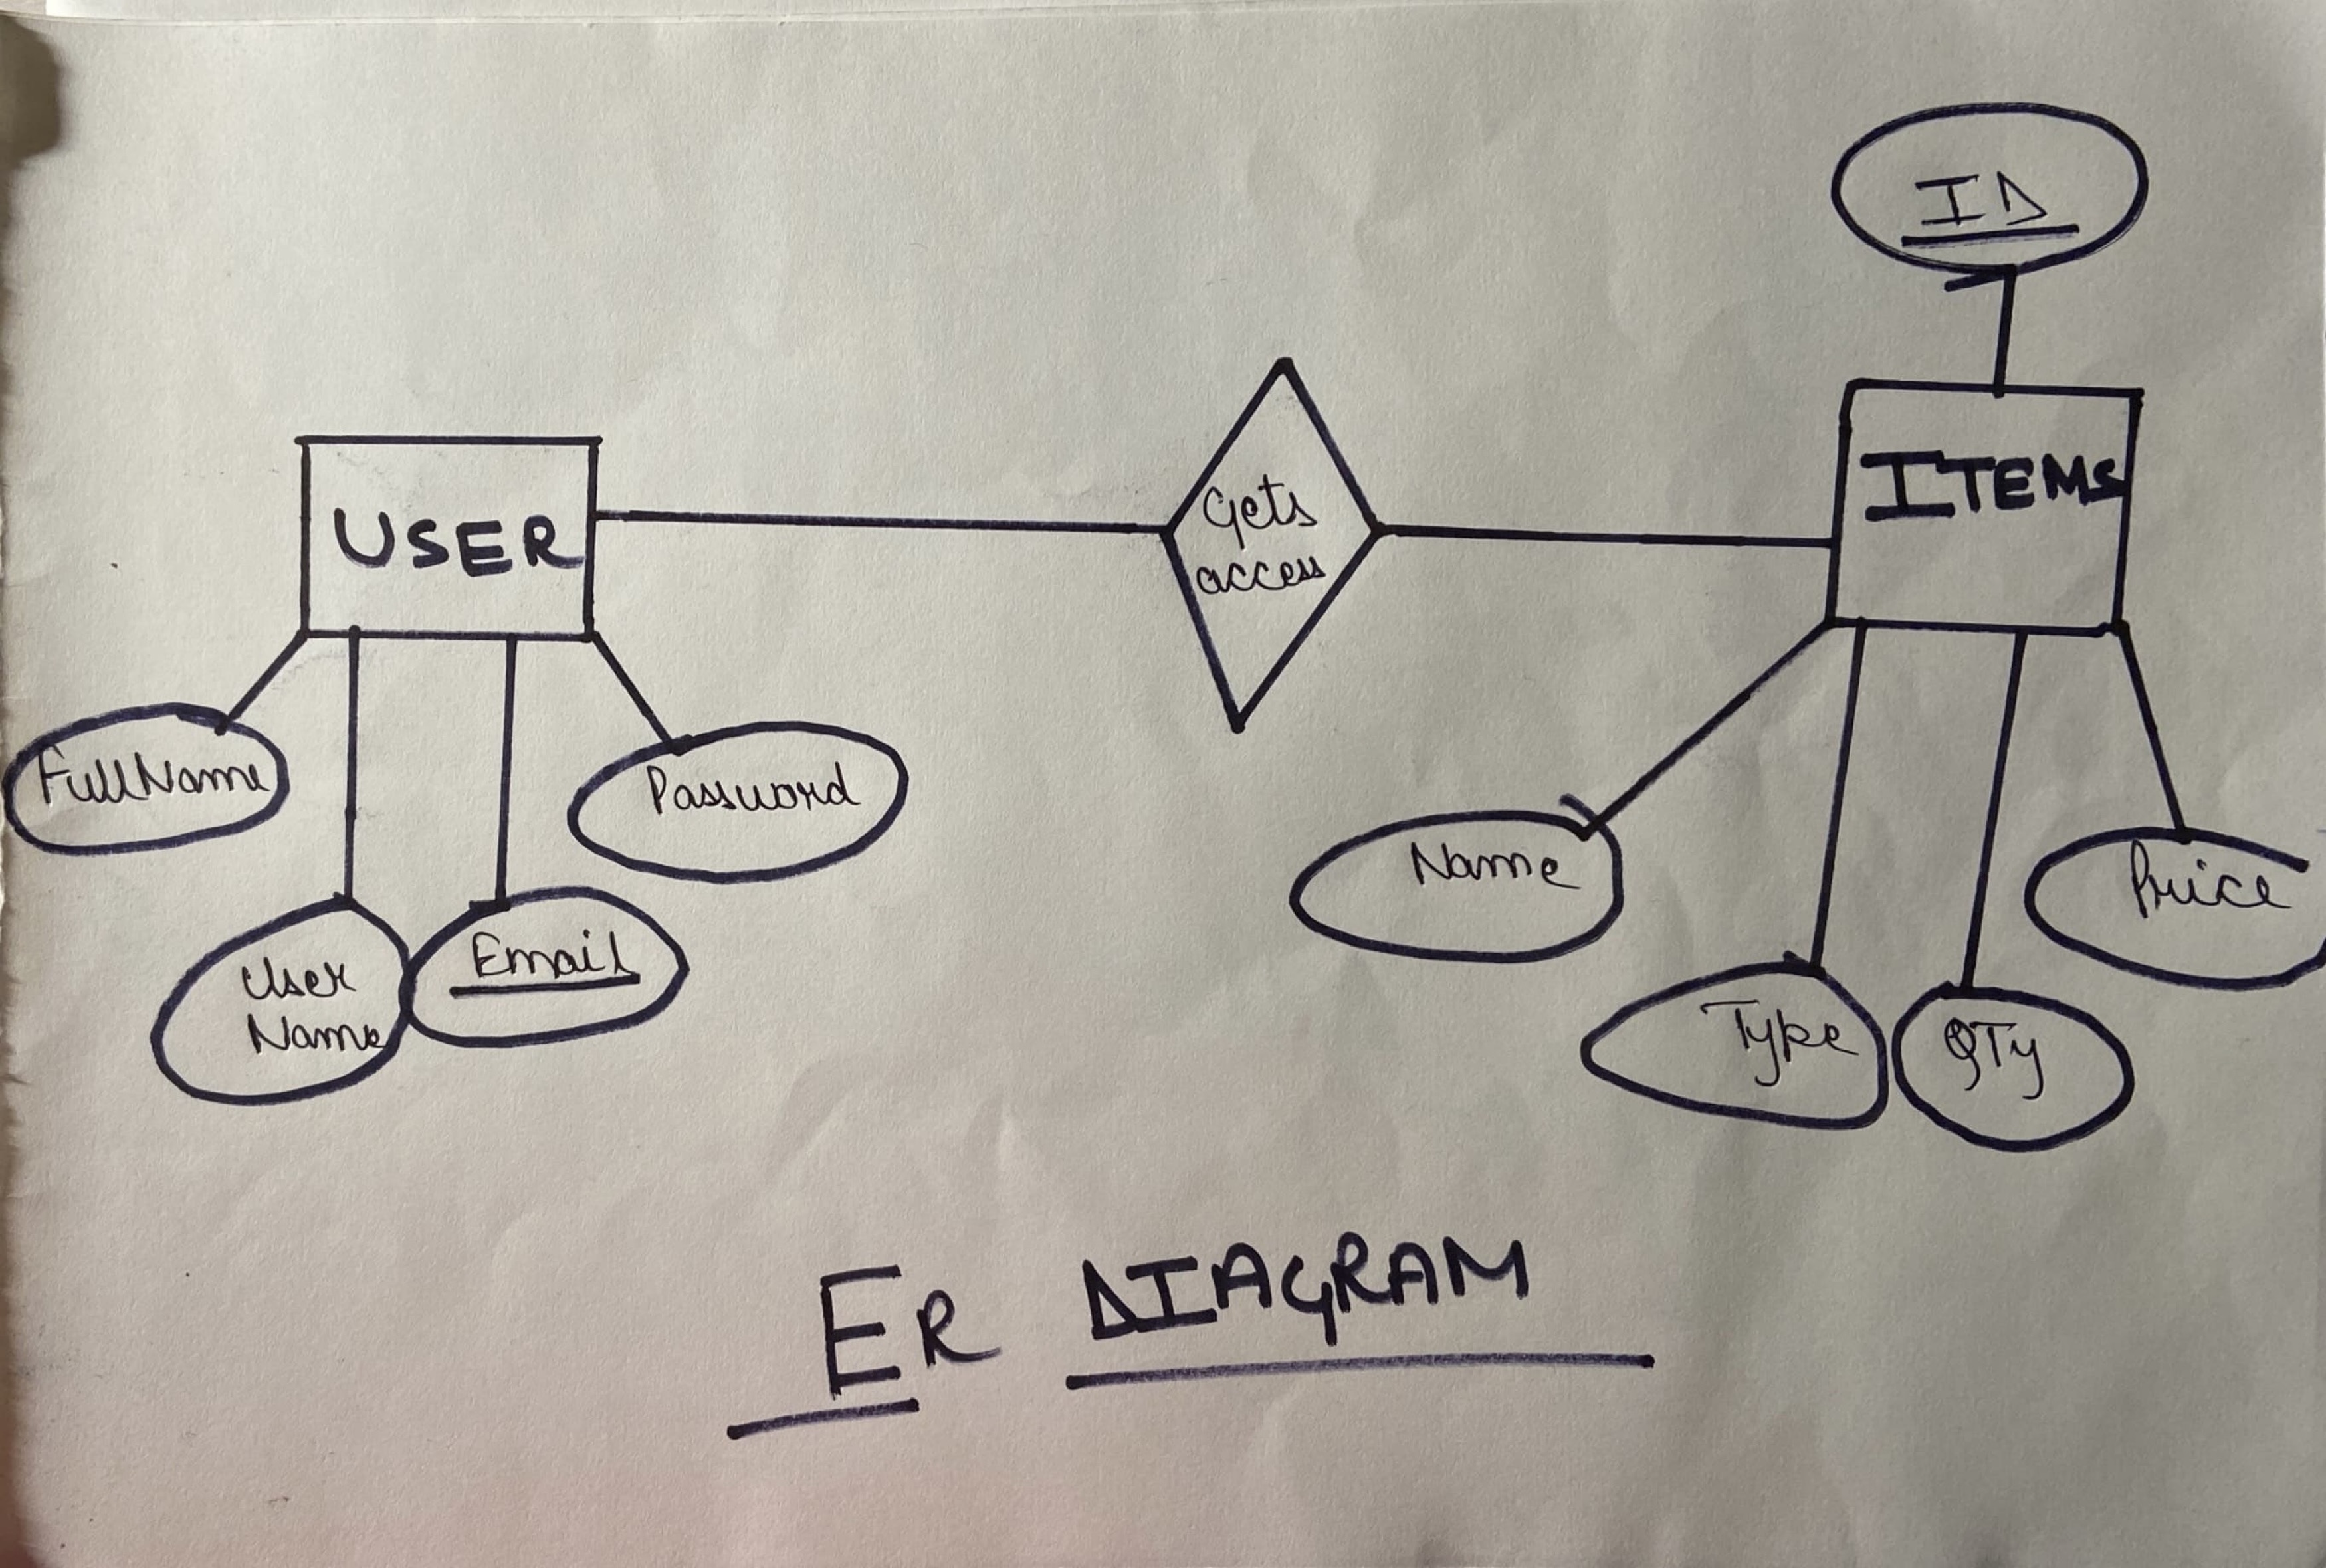 ID
ITEMS
USER
Gets
access
FullName
Password
User
Name
Email
Name
Type
QTy
Price
ER DIAGRAM